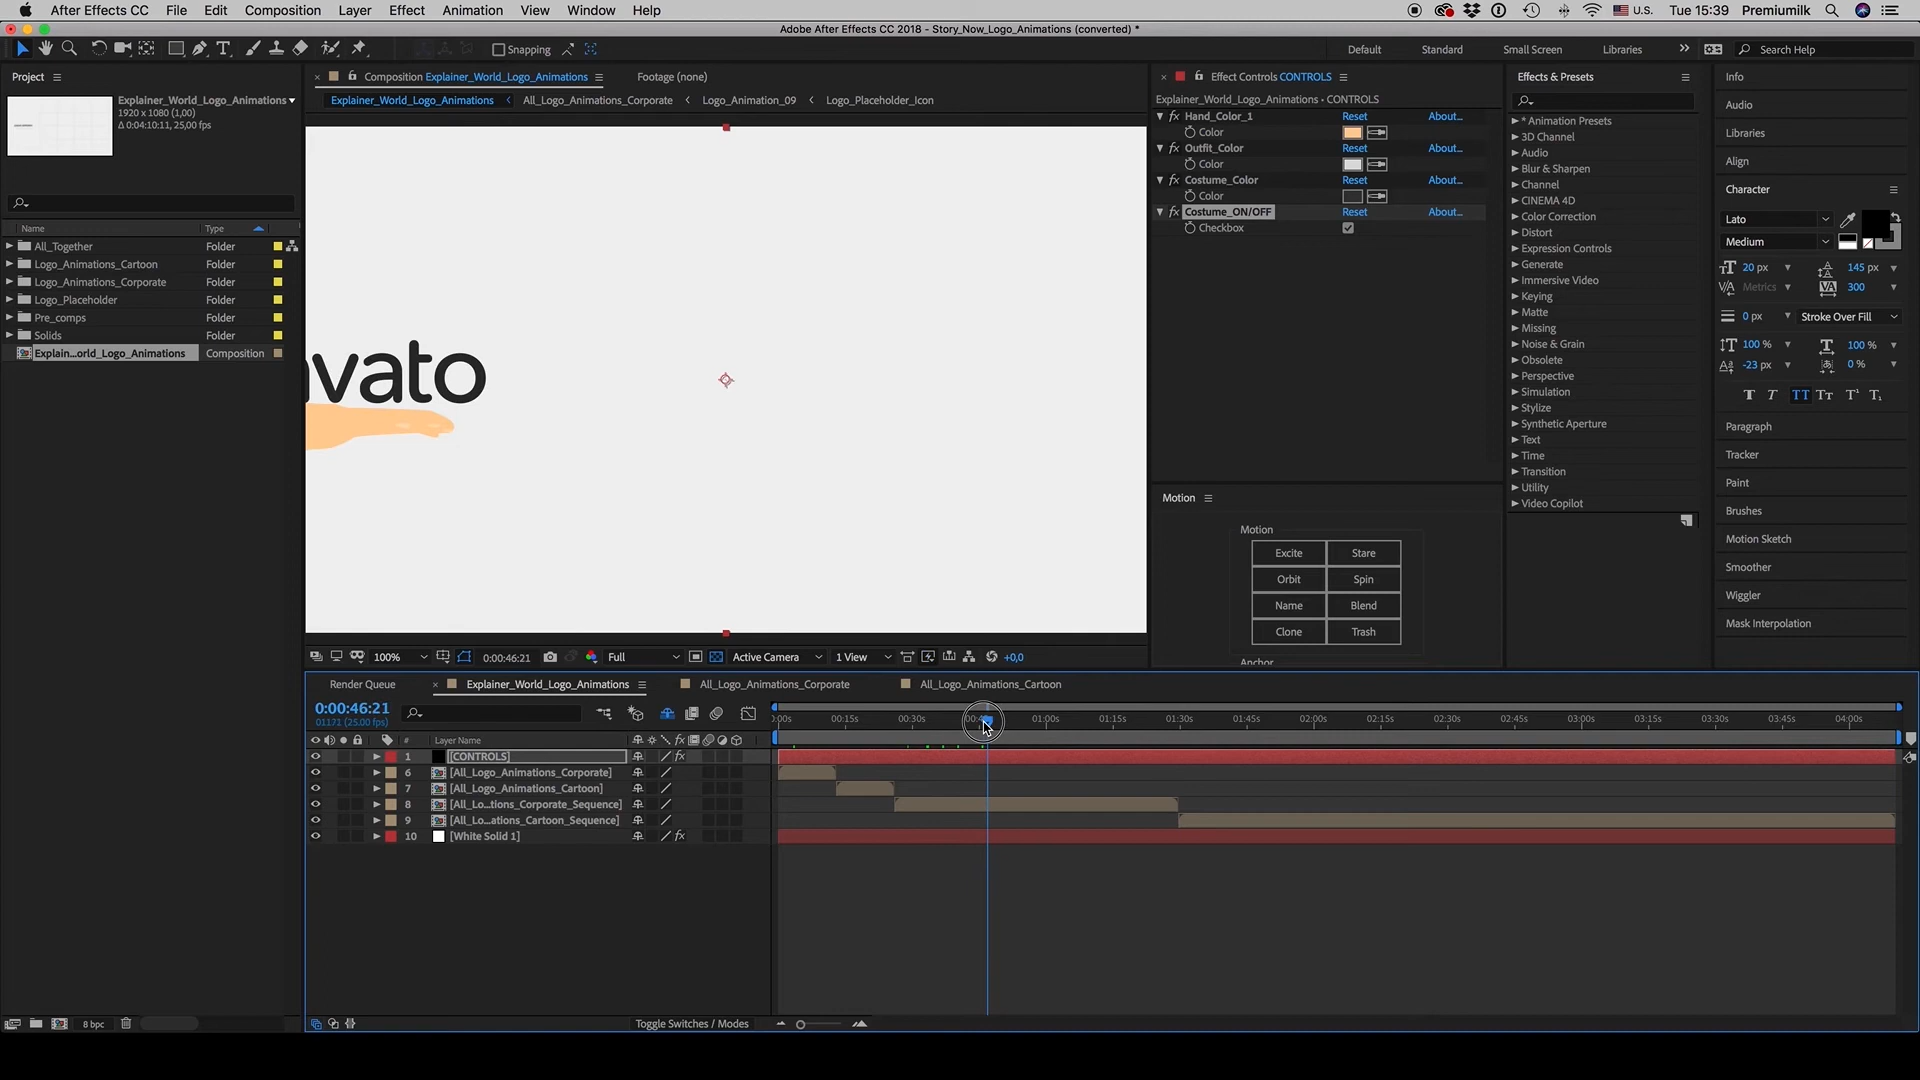 After Effects CC File Edit Composition Layer Effect Animation View Window Help U.S. Tue 15:39 Premiumilk
Adobe After Effects CC 2018 - Story_Now_Logo_Animations (converted) *
Snapping Default Standard Small Screen Libraries Search Help
Project
Explainer_World_Logo_Animations
1920 x 1080 (1,00)
Δ 0:04:10:11, 25,00 fps
Name Type
All_Together Folder
Logo_Animations_Cartoon Folder
Logo_Animations_Corporate Folder
Logo_Placeholder Folder
Pre_comps Folder
Solids Folder
Explain...orld_Logo_Animations Composition
8 bpc
Composition Explainer_World_Logo_Animations Footage (none)
Explainer_World_Logo_Animations All_Logo_Animations_Corporate Logo_Animation_09 Logo_Placeholder_Icon
vato
100% 0:00:46:21 Full Active Camera 1 View +0,0
Effect Controls CONTROLS
Explainer_World_Logo_Animations • CONTROLS
fx Hand_Color_1 Reset About...
Color
fx Outfit_Color Reset About...
Color
fx Costume_Color Reset About...
Color
fx Costume_ON/OFF Reset About...
Checkbox
Motion
Motion
Excite Stare
Orbit Spin
Name Blend
Clone Trash
Anchor
Effects & Presets
* Animation Presets
3D Channel
Audio
Blur & Sharpen
Channel
CINEMA 4D
Color Correction
Distort
Expression Controls
Generate
Immersive Video
Keying
Matte
Missing
Noise & Grain
Obsolete
Perspective
Simulation
Stylize
Synthetic Aperture
Text
Time
Transition
Utility
Video Copilot
Info
Audio
Libraries
Align
Character
Lato
Medium
20 px 145 px
Metrics 300
0 px Stroke Over Fill
100 % 100 %
-23 px 0 %
T T TT Tt T¹ T₁
Paragraph
Tracker
Paint
Brushes
Motion Sketch
Smoother
Wiggler
Mask Interpolation
Render Queue Explainer_World_Logo_Animations All_Logo_Animations_Corporate All_Logo_Animations_Cartoon
0:00:46:21
01171 (25.00 fps)
:00s 00:15s 00:30s 01:00s 01:15s 01:30s 01:45s 02:00s 02:15s 02:30s 02:45s 03:00s 03:15s 03:30s 03:45s 04:00s
# Layer Name
1 [CONTROLS]
6 [All_Logo_Animations_Corporate]
7 [All_Logo_Animations_Cartoon]
8 [All_Lo...tions_Corporate_Sequence]
9 [All_Lo...ations_Cartoon_Sequence]
10 [White Solid 1]
Toggle Switches / Modes